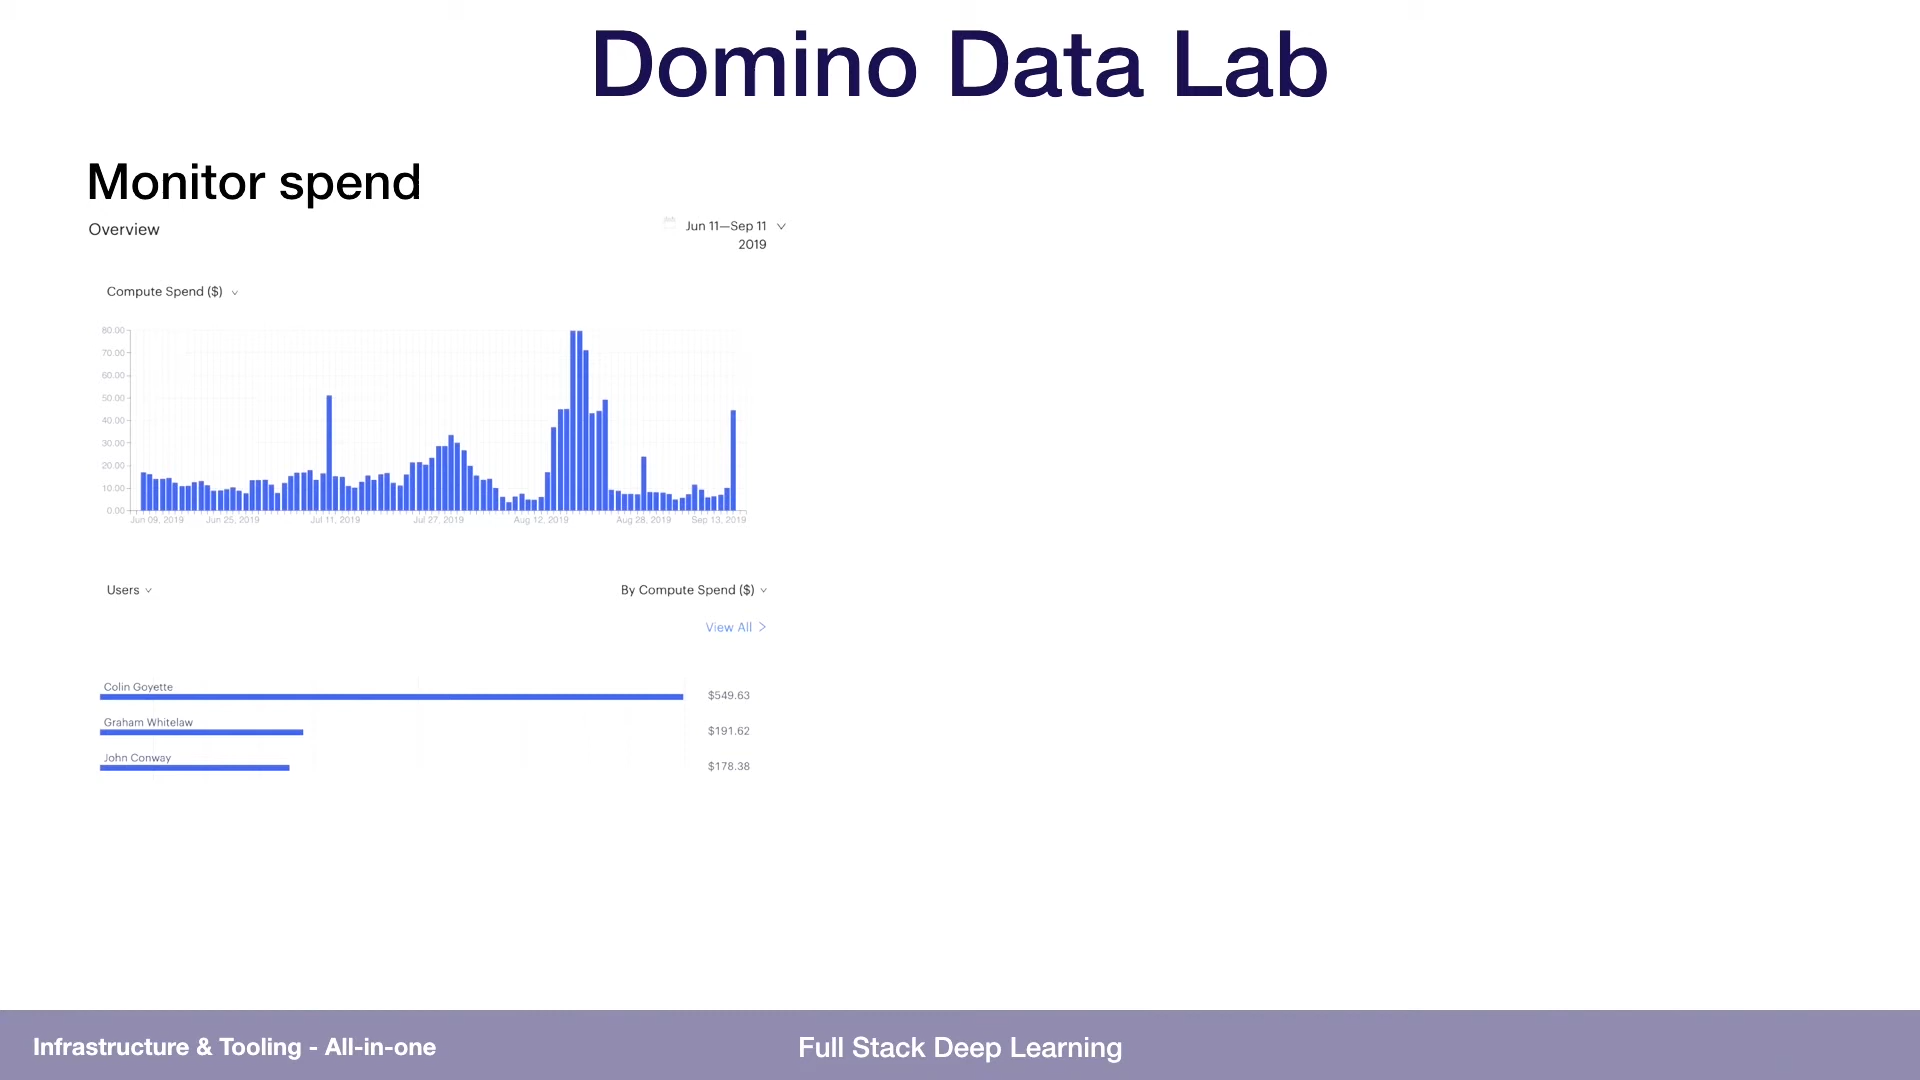 Domino Data Lab
Monitor spend
Overview
Jun 11—Sep 11
2019
Compute Spend ($)
80.00
70.00
60.00
50.00
40.00
30.00
20.00
10.00
0.00
Jun 09, 2019 Jun 25, 2019 Jul 11, 2019 Jul 27, 2019 Aug 12, 2019 Aug 28, 2019 Sep 13, 2019
Users By Compute Spend ($)
View All
Colin Goyette
$549.63
Graham Whitelaw
$191.62
John Conway
$178.38
Infrastructure & Tooling - All-in-one
Full Stack Deep Learning